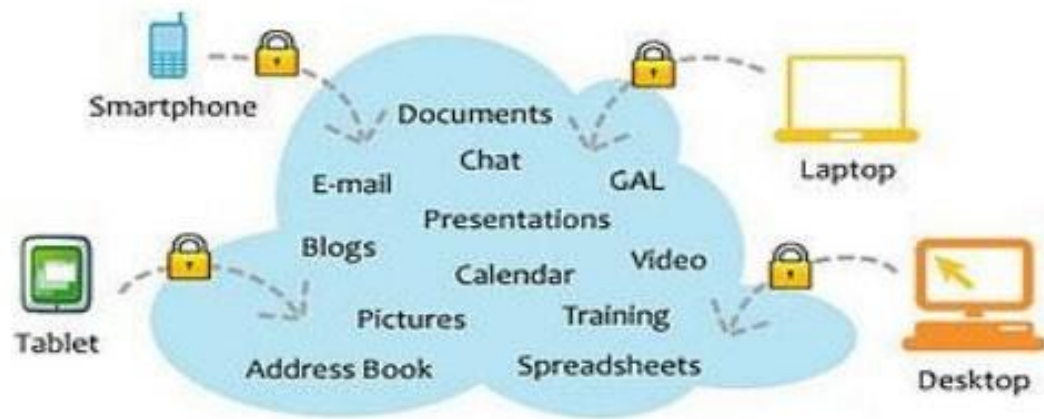 Smartphone
Documents
Chat
E-mail
GAL
Laptop
Presentations
Blogs
Calendar
Video
Tablet
Pictures
Training
Address Book
Spreadsheets
Desktop